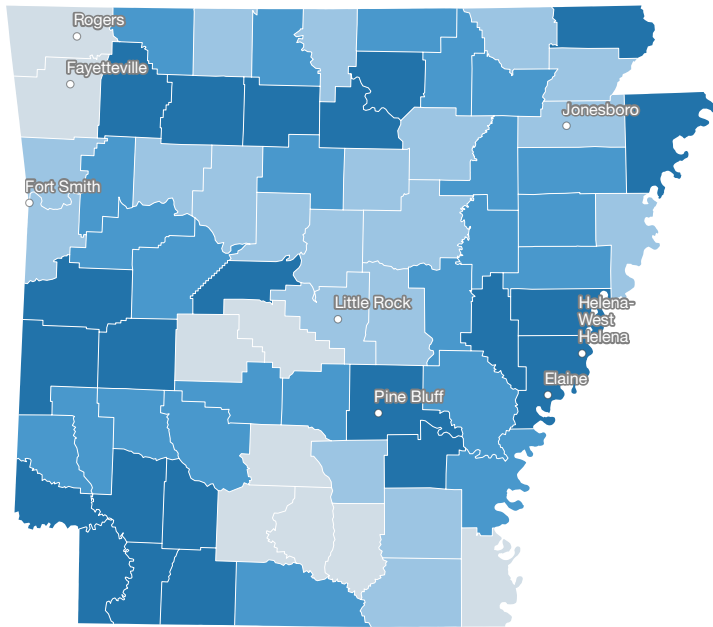 Rogers
Fayetteville
Jonesboro
Fort Smith
Little Rock
Helena-
West
Helena
Elaine
Pine Bluff